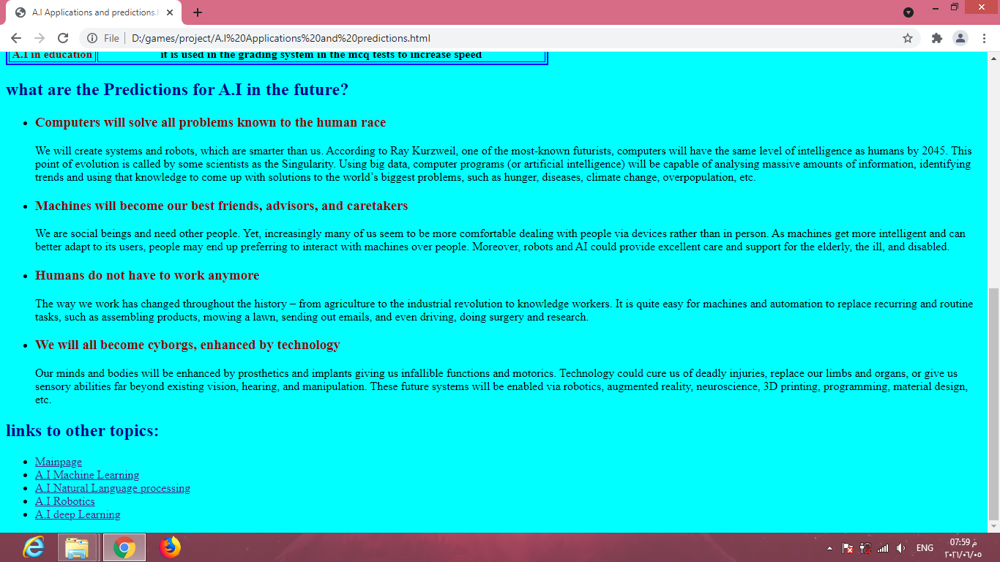 A.I Applications and predictions.h
File
D:/games/project/A.I%20Applications%20and%20predictions.html
A.I in education it is used in the grading system in the mcq tests to increase speed
what are the Predictions for A.I in the future?
Computers will solve all problems known to the human race
We will create systems and robots, which are smarter than us. According to Ray Kurzweil, one of the most-known futurists, computers will have the same level of intelligence as humans by 2045. This
point of evolution is called by some scientists as the Singularity. Using big data, computer programs (or artificial intelligence) will be capable of analysing massive amounts of information, identifying
trends and using that knowledge to come up with solutions to the world’s biggest problems, such as hunger, diseases, climate change, overpopulation, etc.
Machines will become our best friends, advisors, and caretakers
We are social beings and need other people. Yet, increasingly many of us seem to be more comfortable dealing with people via devices rather than in person. As machines get more intelligent and can
better adapt to its users, people may end up preferring to interact with machines over people. Moreover, robots and AI could provide excellent care and support for the elderly, the ill, and disabled.
Humans do not have to work anymore
The way we work has changed throughout the history – from agriculture to the industrial revolution to knowledge workers. It is quite easy for machines and automation to replace recurring and routine
tasks, such as assembling products, mowing a lawn, sending out emails, and even driving, doing surgery and research.
We will all become cyborgs, enhanced by technology
Our minds and bodies will be enhanced by prosthetics and implants giving us infallible functions and motorics. Technology could cure us of deadly injuries, replace our limbs and organs, or give us
sensory abilities far beyond existing vision, hearing, and manipulation. These future systems will be enabled via robotics, augmented reality, neuroscience, 3D printing, programming, material design,
etc.
links to other topics:
Mainpage
A.I Machine Learning
A.I Natural Language processing
A.I Robotics
A.I deep Learning
ENG
07:59 م
٢٠٢١/٠٦/٠٥